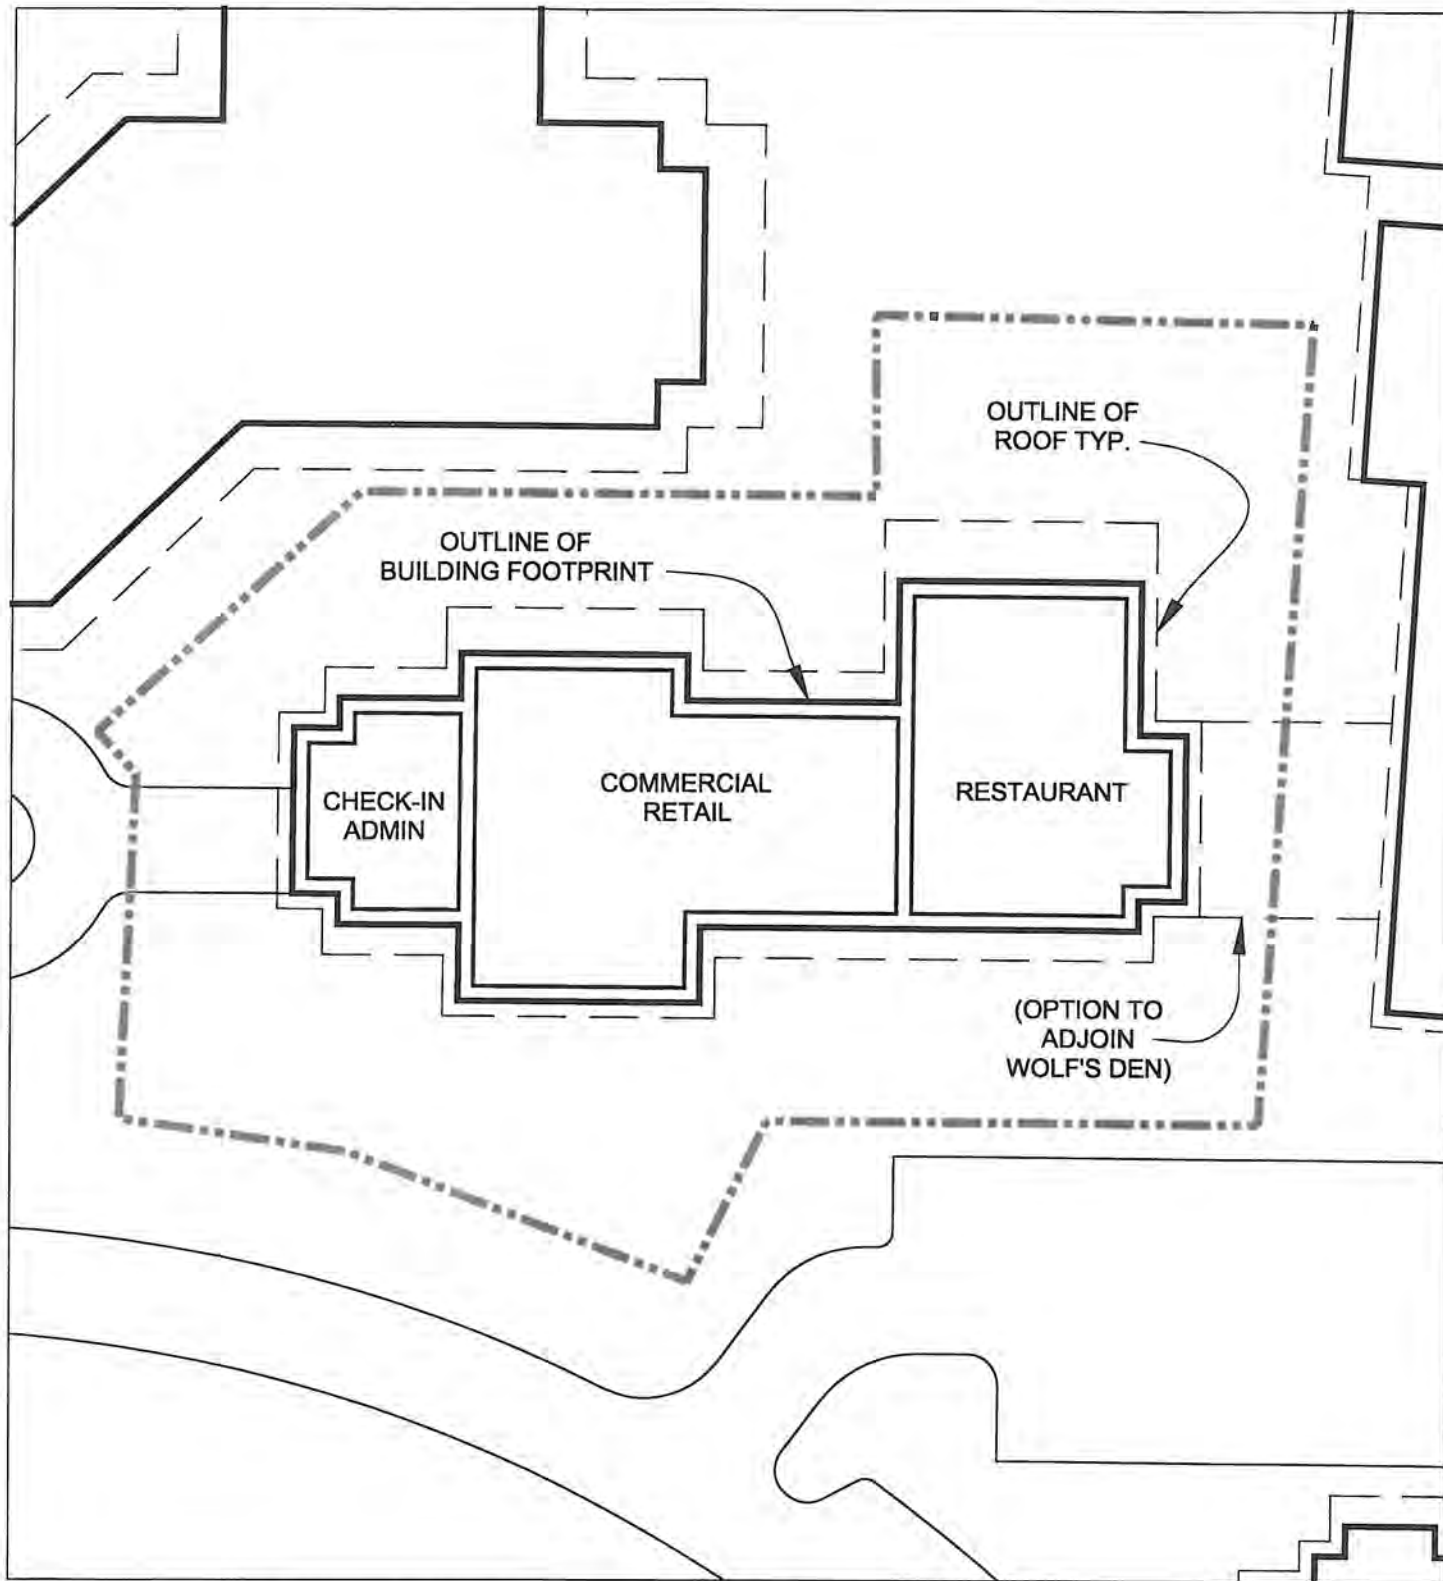 OUTLINE OF
ROOF TYP.
OUTLINE OF
BUILDING FOOTPRINT
CHECK-IN
ADMIN
COMMERCIAL
RETAIL
RESTAURANT
(OPTION TO
ADJOIN
WOLF'S DEN)